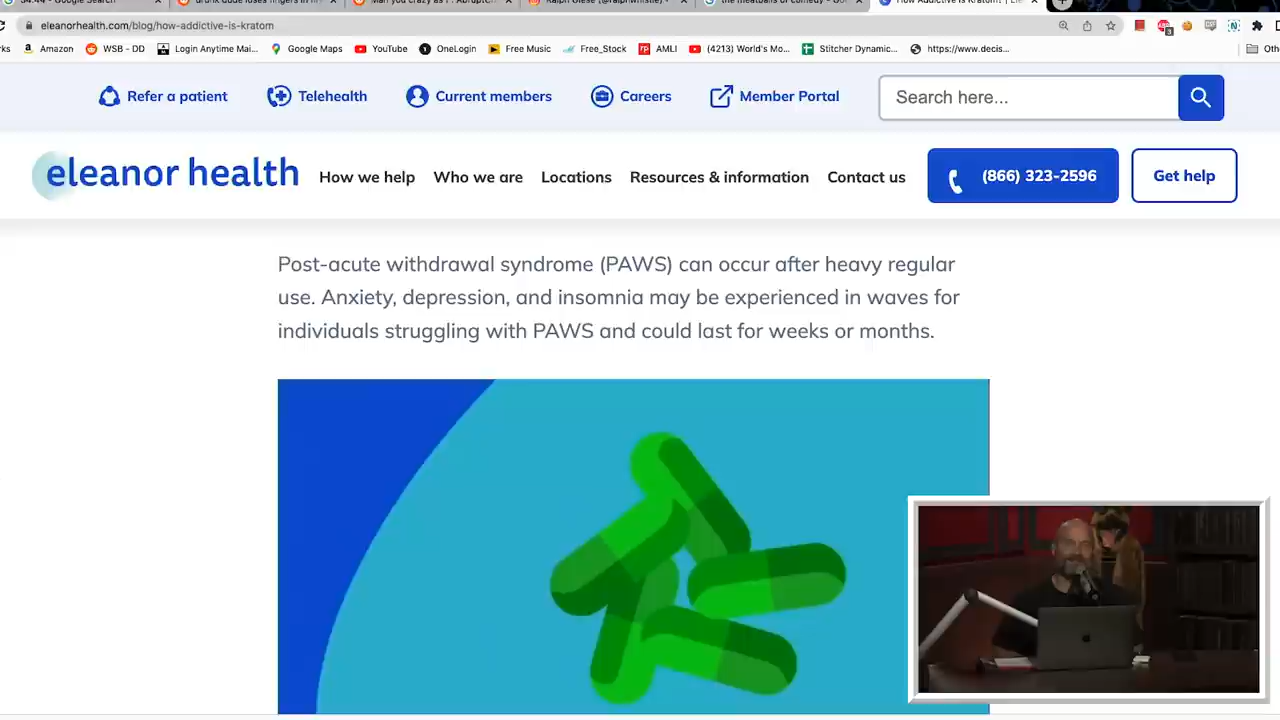 eleanorhealth.com/blog/how-addictive-is-kratom
Amazon WSB - DD Login Anytime Mai... Google Maps YouTube OneLogin Free Music Free_Stock AMLI (4213) World's Mo... Stitcher Dynamic... https://www.decis...
Refer a patient Telehealth Current members Careers Member Portal Search here...
eleanor health How we help Who we are Locations Resources & information Contact us (866) 323-2596 Get help
Post-acute withdrawal syndrome (PAWS) can occur after heavy regular
use. Anxiety, depression, and insomnia may be experienced in waves for
individuals struggling with PAWS and could last for weeks or months.